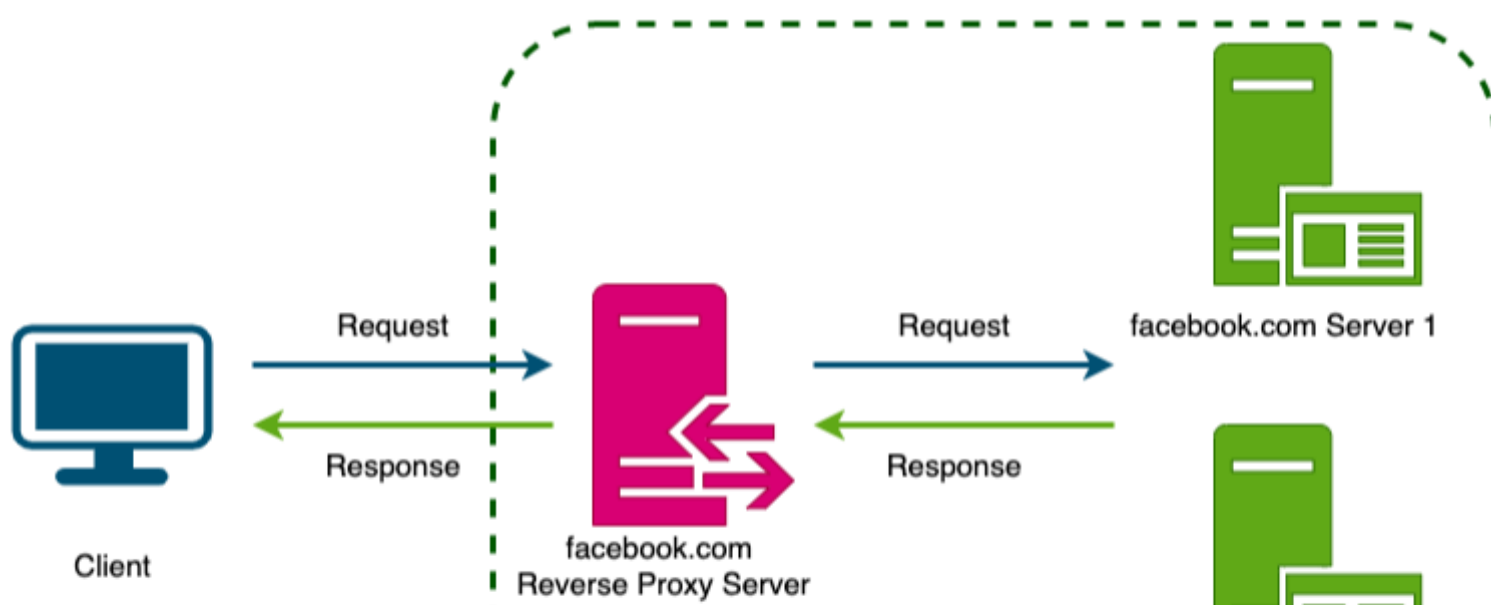 Request
Request
facebook.com Server 1
Response
Response
Client
facebook.com
Reverse Proxy Server